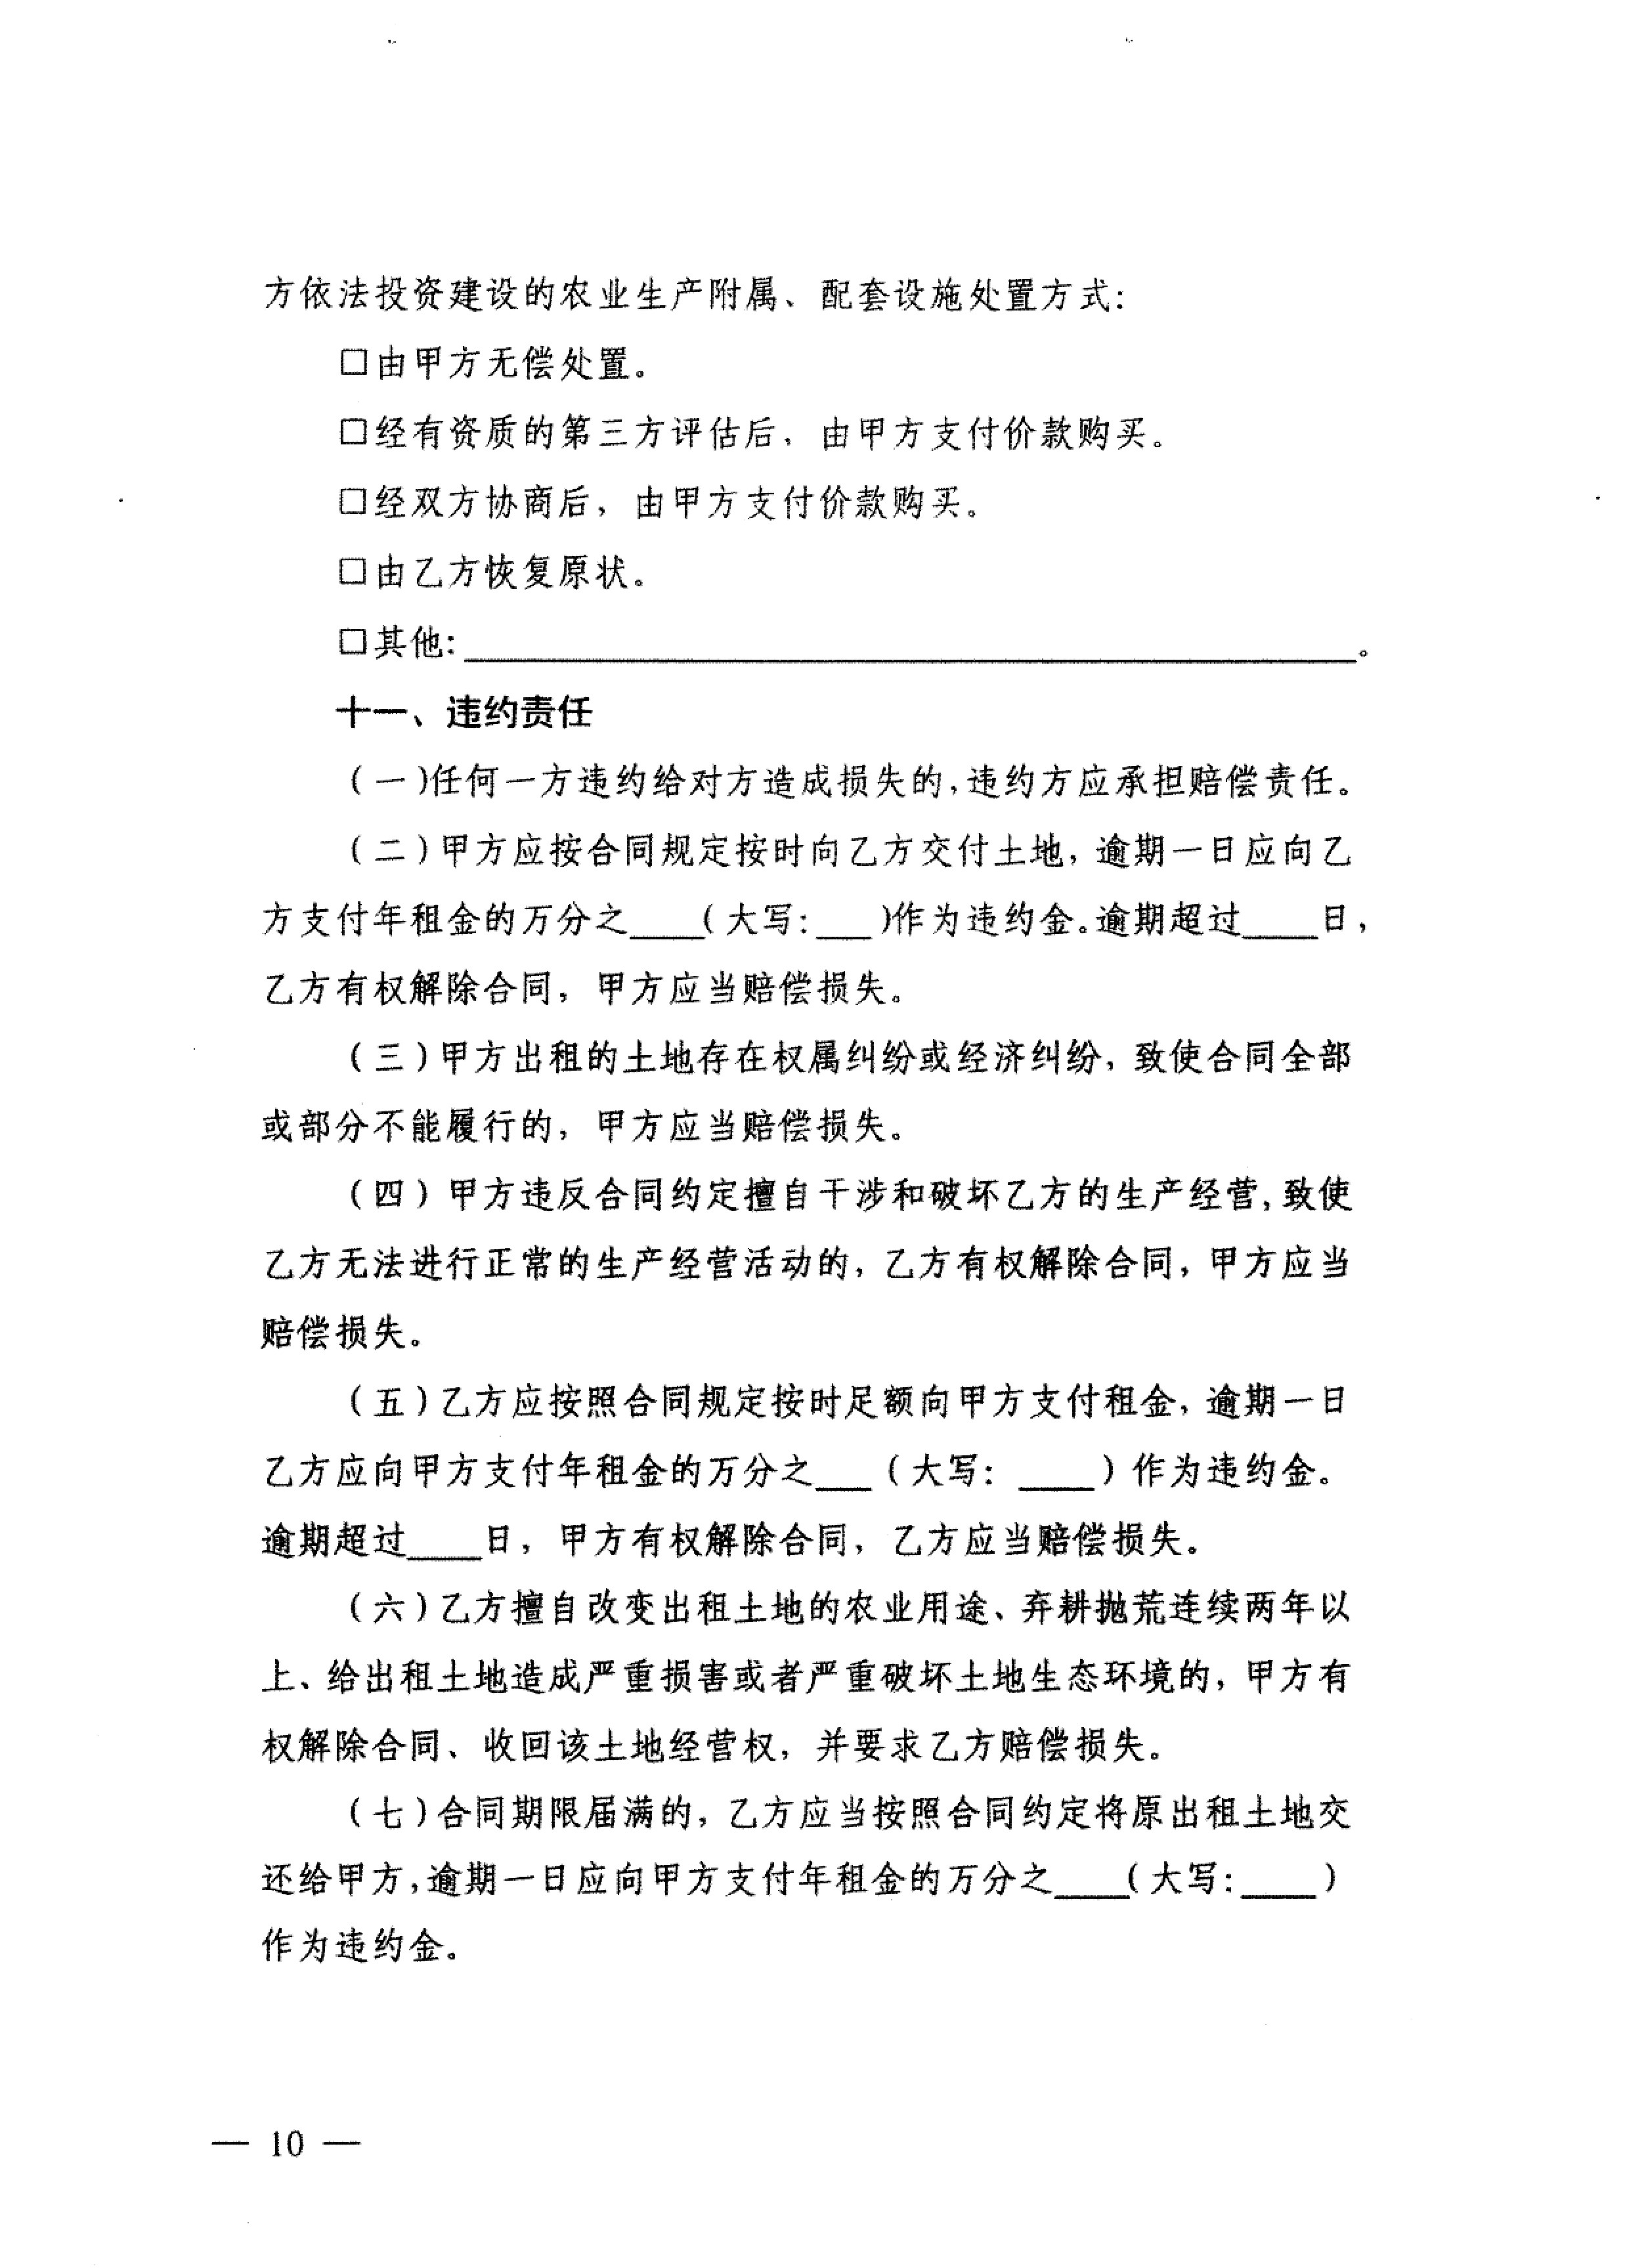 方依法投资建设的农业生产附属、配套设施处置方式：
□由甲方无偿处置。
□经有资质的第三方评估后，由甲方支付价款购买。
□经双方协商后，由甲方支付价款购买。
□由乙方恢复原状。
□其他：________________________。
十一、违约责任
（一）任何一方违约给对方造成损失的，违约方应承担赔偿责任。
（二）甲方应按合同规定按时向乙方交付土地，逾期一日应向乙
方支付年租金的万分之____（大写：___）作为违约金。逾期超过____日，
乙方有权解除合同，甲方应当赔偿损失。
（三）甲方出租的土地存在权属纠纷或经济纠纷，致使合同全部
或部分不能履行的，甲方应当赔偿损失。
（四）甲方违反合同约定擅自干涉和破坏乙方的生产经营，致使
乙方无法进行正常的生产经营活动的，乙方有权解除合同，甲方应当
赔偿损失。
（五）乙方应按照合同规定按时足额向甲方支付租金，逾期一日
乙方应向甲方支付年租金的万分之___（大写：____）作为违约金。
逾期超过____日，甲方有权解除合同，乙方应当赔偿损失。
（六）乙方擅自改变出租土地的农业用途、弃耕抛荒连续两年以
上、给出租土地造成严重损害或者严重破坏土地生态环境的，甲方有
权解除合同、收回该土地经营权，并要求乙方赔偿损失。
（七）合同期限届满的，乙方应当按照合同约定将原出租土地交
还给甲方，逾期一日应向甲方支付年租金的万分之____（大写：____）
作为违约金。
— 10 —